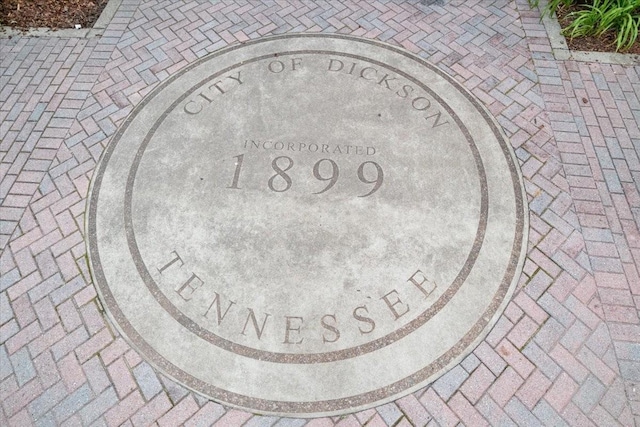 CITY OF DICKSON
INCORPORATED
1899
TENNESSEE